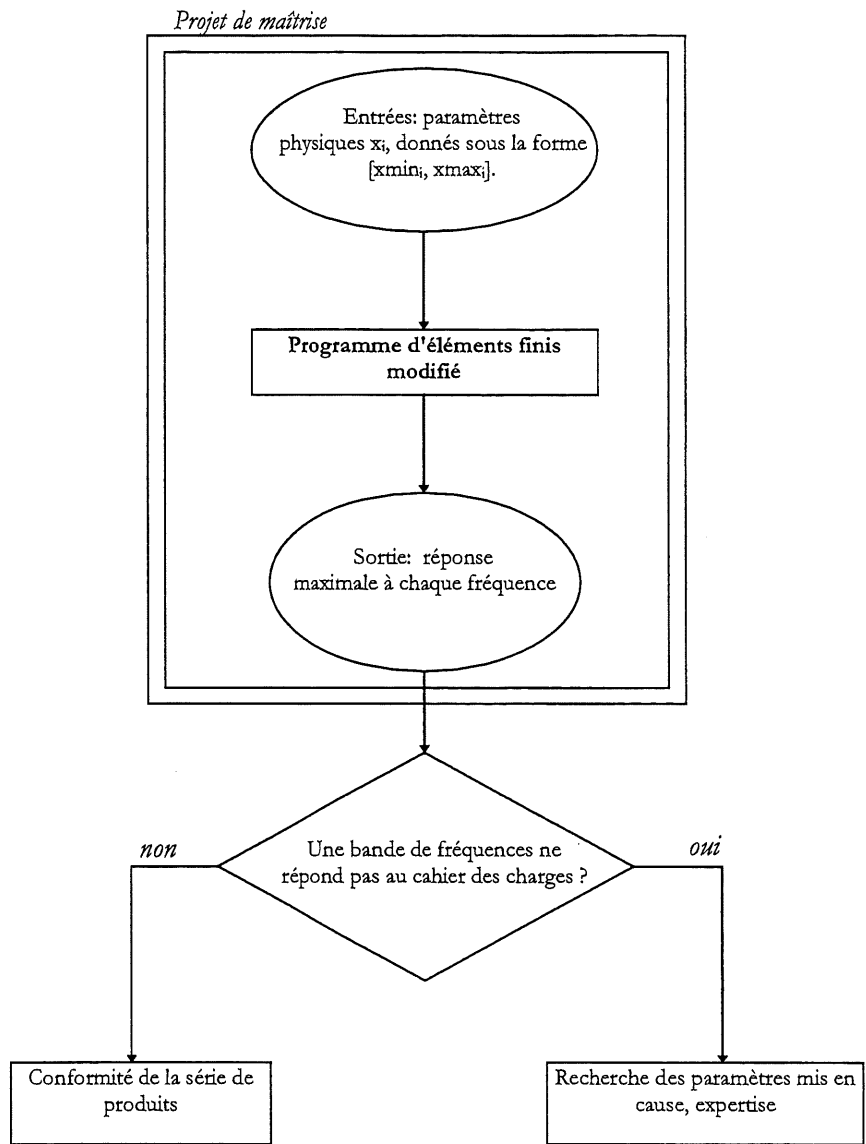 Projet de maîtrise
Entrées: paramètres
physiques xi, donnés sous la forme
[xmini, xmaxi].
Programme d'éléments finis
modifié
Sortie: réponse
maximale à chaque fréquence
non
Une bande de fréquences ne
répond pas au cahier des charges ?
oui
Conformité de la série de
produits
Recherche des paramètres mis en
cause, expertise